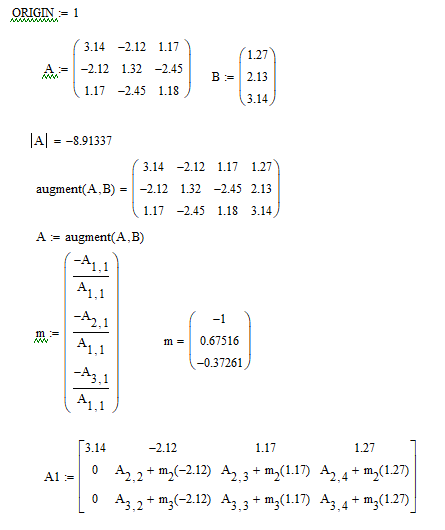 ORIGIN := 1
A := ( 3.14 −2.12 1.17
−2.12 1.32 −2.45
1.17 −2.45 1.18 )
B := ( 1.27
2.13
3.14 )
|A| = −8.91337
augment(A,B) = ( 3.14 −2.12 1.17 1.27
−2.12 1.32 −2.45 2.13
1.17 −2.45 1.18 3.14 )
A := augment(A,B)
m := ( −A1,1 / A1,1
−A2,1 / A1,1
−A3,1 / A1,1 )
m = ( −1
0.67516
−0.37261 )
A1 := [ 3.14 −2.12 1.17 1.27
0 A2,2 + m2(−2.12) A2,3 + m2(1.17) A2,4 + m2(1.27)
0 A3,2 + m3(−2.12) A3,3 + m3(1.17) A3,4 + m3(1.27) ]